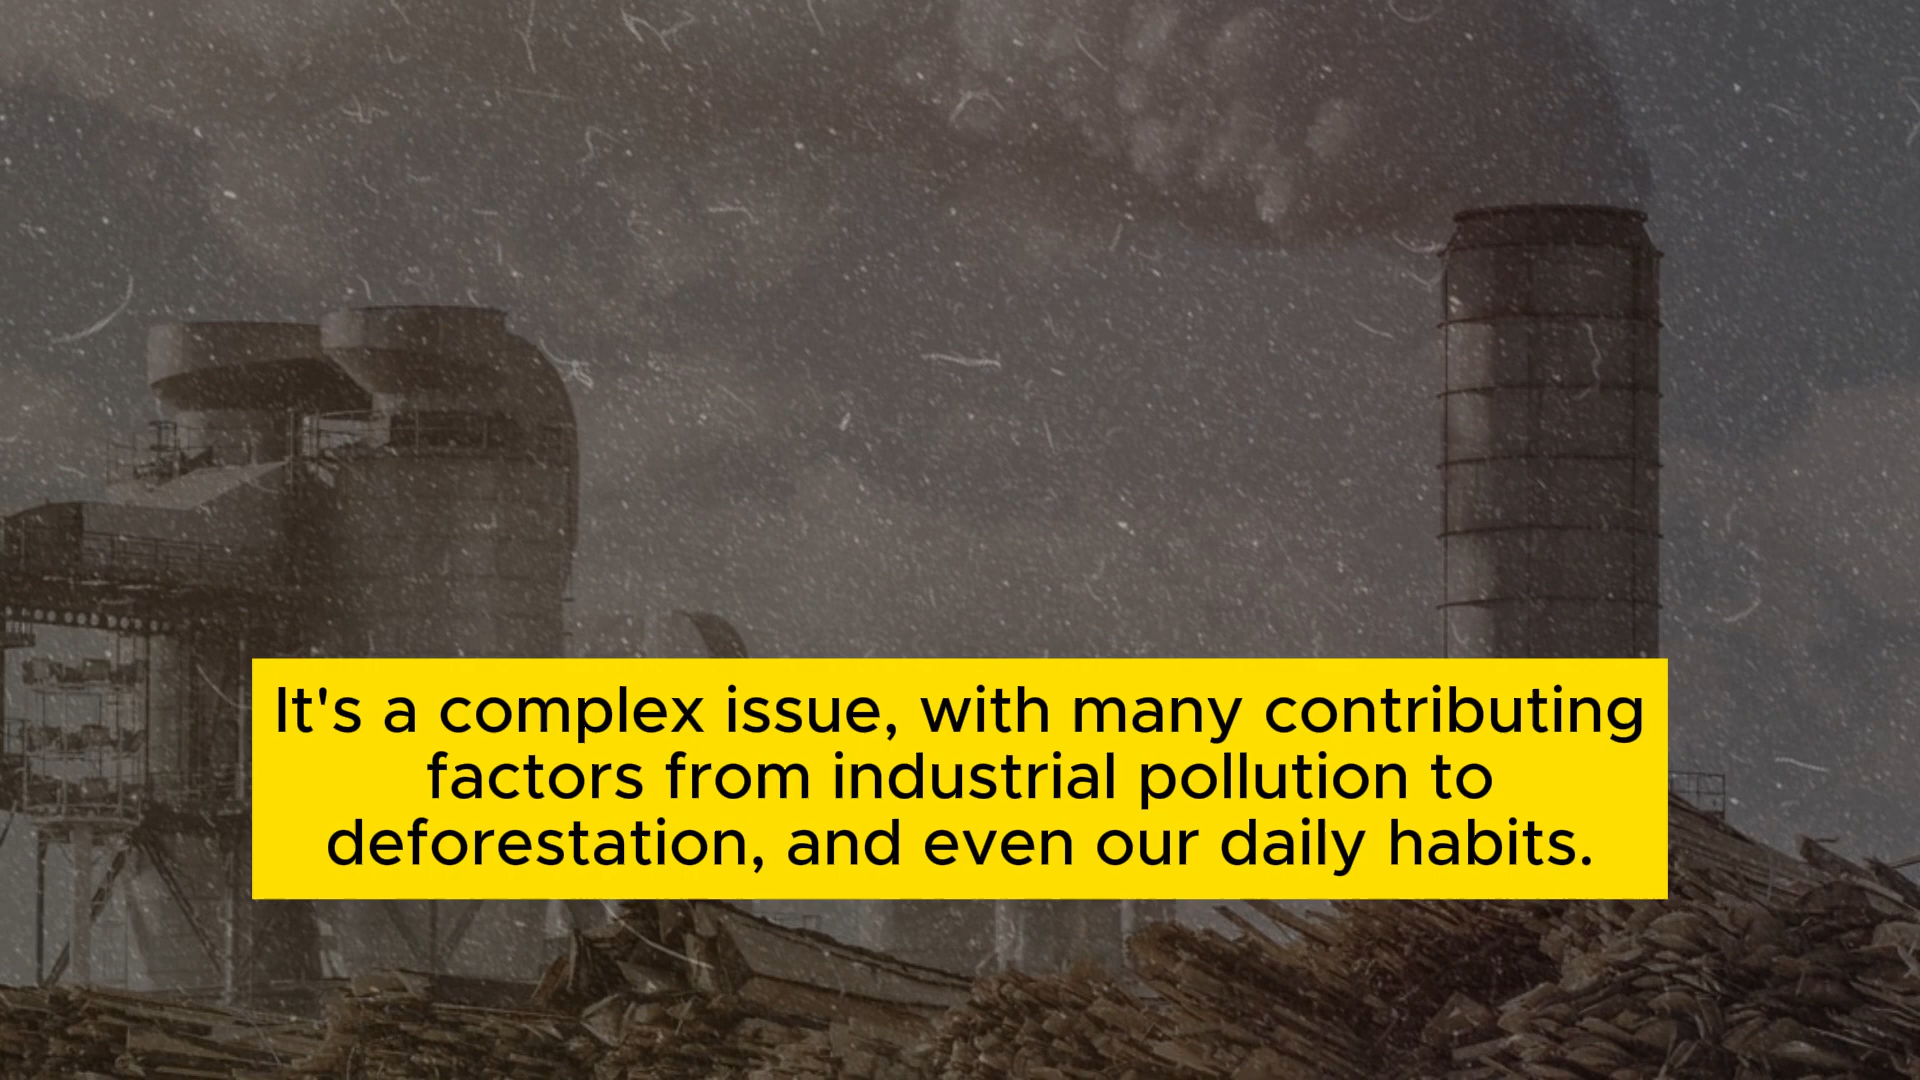 It's a complex issue, with many contributing
factors from industrial pollution to
deforestation, and even our daily habits.